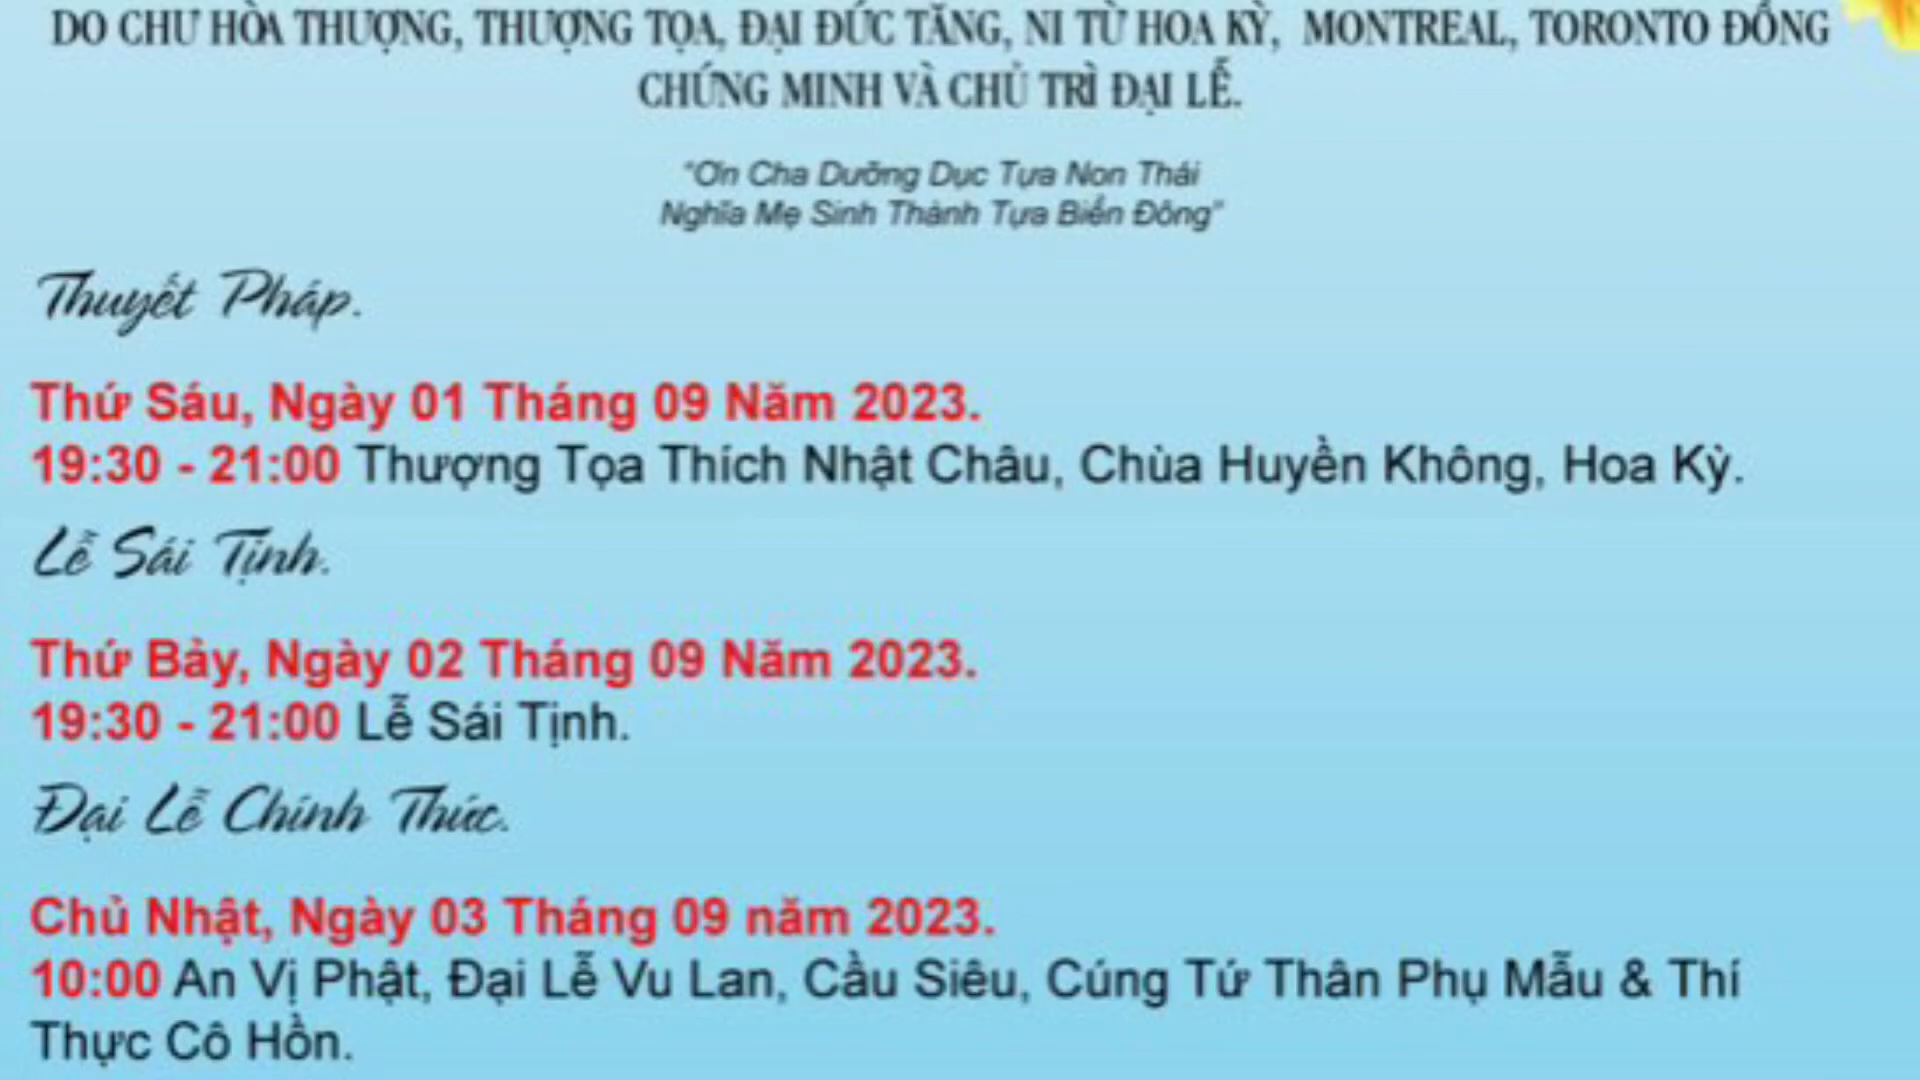 DO CHƯ HÒA THƯỢNG, THƯỢNG TỌA, ĐẠI ĐỨC TĂNG, NI TỪ HOA KỲ, MONTREAL, TORONTO ĐỒNG
CHỨNG MINH VÀ CHỦ TRÌ ĐẠI LỄ.
"Ơn Cha Dưỡng Dục Tựa Non Thái
Nghĩa Mẹ Sinh Thành Tựa Biển Đông"
Thuyết Pháp.
Thứ Sáu, Ngày 01 Tháng 09 Năm 2023.
19:30 - 21:00 Thượng Tọa Thích Nhật Châu, Chùa Huyền Không, Hoa Kỳ.
Lễ Sái Tịnh.
Thứ Bảy, Ngày 02 Tháng 09 Năm 2023.
19:30 - 21:00 Lễ Sái Tịnh.
Đại Lễ Chính Thức.
Chủ Nhật, Ngày 03 Tháng 09 năm 2023.
10:00 An Vị Phật, Đại Lễ Vu Lan, Cầu Siêu, Cúng Tứ Thân Phụ Mẫu & Thí
Thực Cô Hồn.